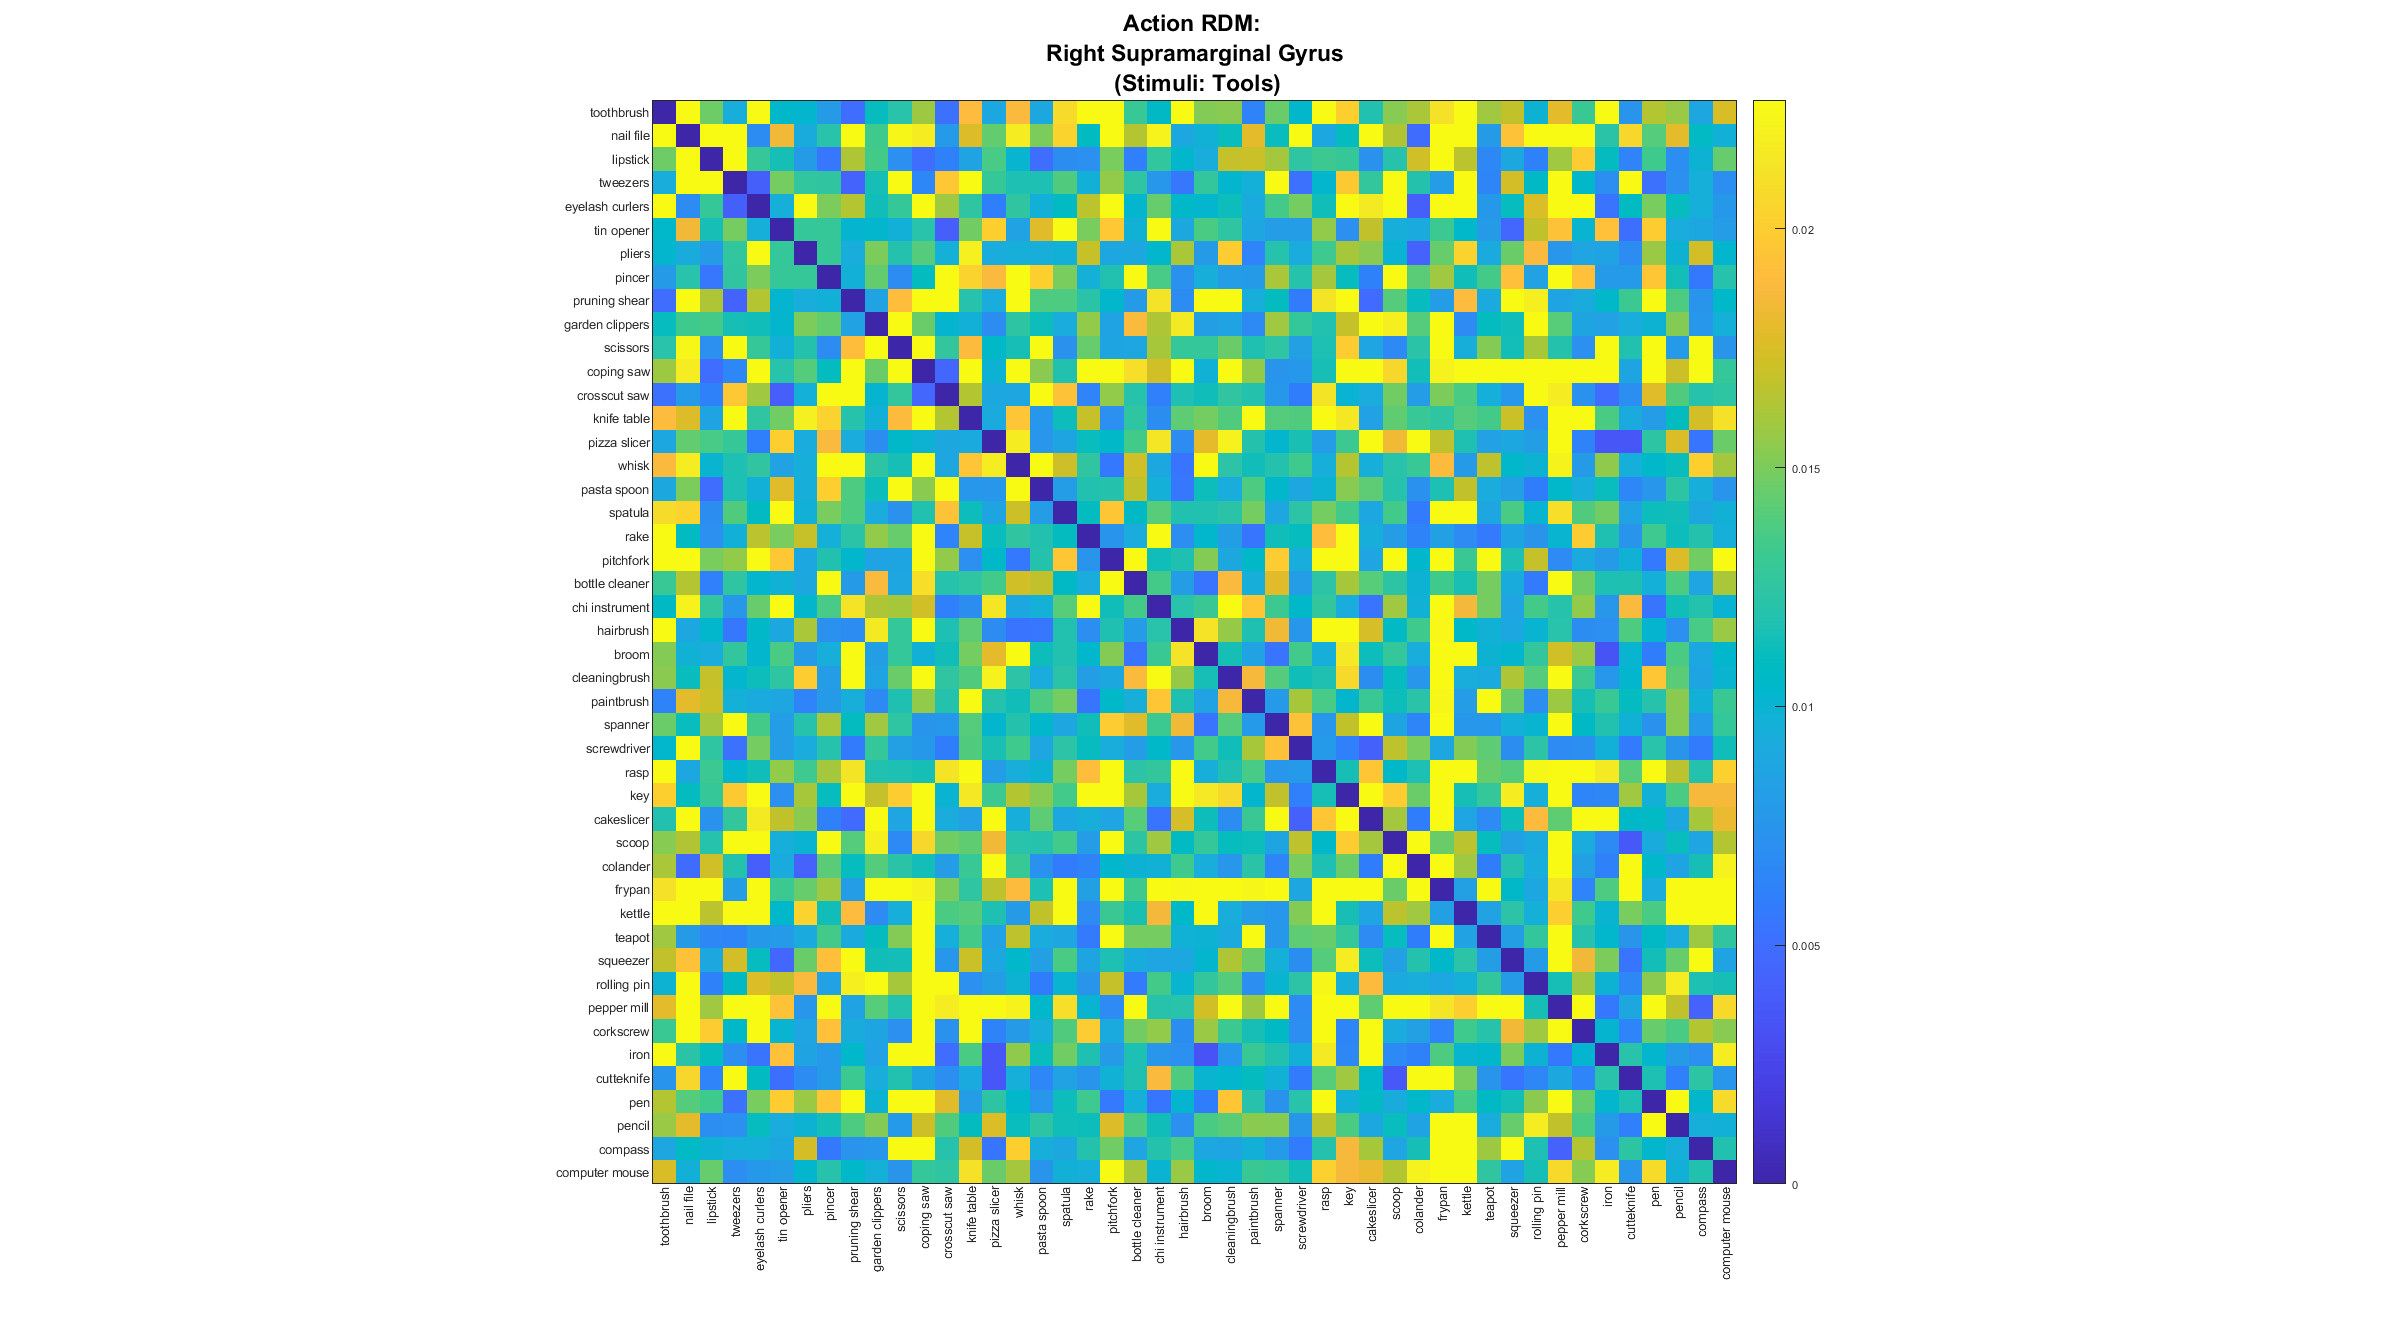 Action RDM:
Right Supramarginal Gyrus
(Stimuli: Tools)
toothbrush
nail file
lipstick
tweezers
eyelash curlers
tin opener
pliers
pincer
pruning shear
garden clippers
scissors
coping saw
crosscut saw
knife table
pizza slicer
whisk
pasta spoon
spatula
rake
pitchfork
bottle cleaner
chi instrument
hairbrush
broom
cleaningbrush
paintbrush
spanner
screwdriver
rasp
key
cakeslicer
scoop
colander
frypan
kettle
teapot
squeezer
rolling pin
pepper mill
corkscrew
iron
cutteknife
pen
pencil
compass
computer mouse
toothbrush
nail file
lipstick
tweezers
eyelash curlers
tin opener
pliers
pincer
pruning shear
garden clippers
scissors
coping saw
crosscut saw
knife table
pizza slicer
whisk
pasta spoon
spatula
rake
pitchfork
bottle cleaner
chi instrument
hairbrush
broom
cleaningbrush
paintbrush
spanner
screwdriver
rasp
key
cakeslicer
scoop
colander
frypan
kettle
teapot
squeezer
rolling pin
pepper mill
corkscrew
iron
cutteknife
pen
pencil
compass
computer mouse
0.02
0.015
0.01
0.005
0